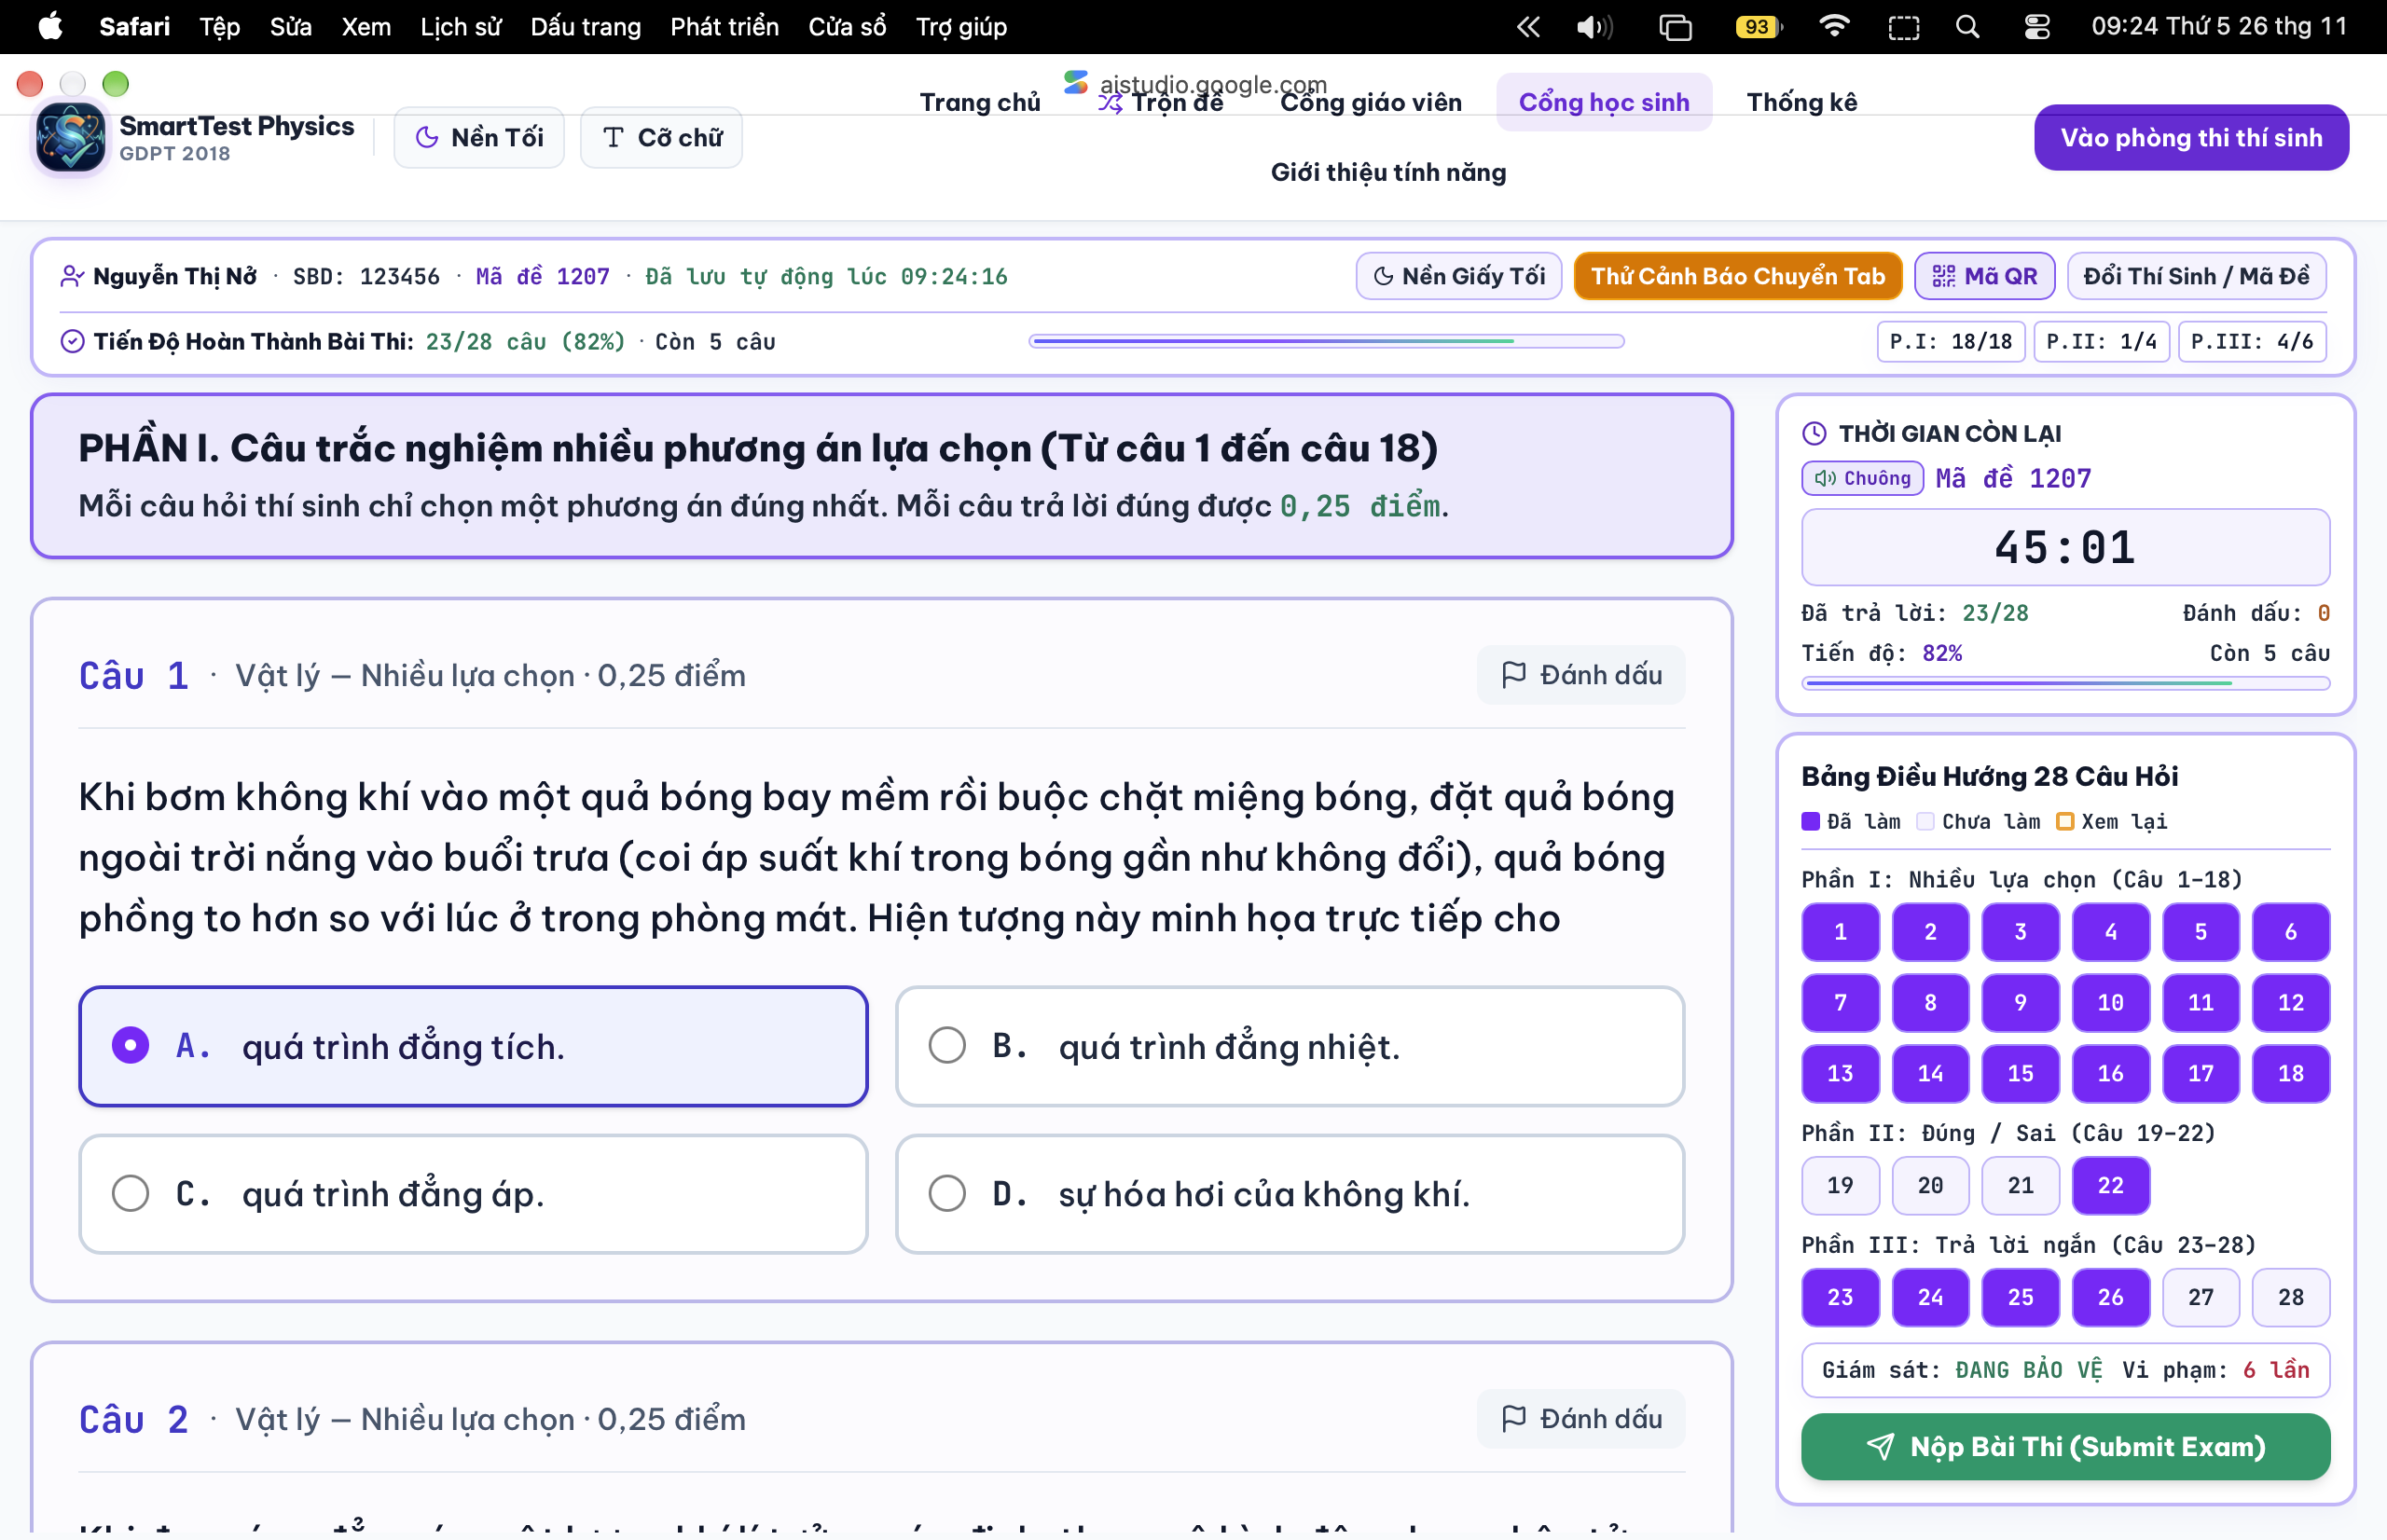 Safari Tệp Sửa Xem Lịch sử Dấu trang Phát triển Cửa sổ Trợ giúp 93 09:24 Thứ 5 26 thg 11
aistudio.google.com
SmartTest Physics
GDPT 2018
Nền Tối
Cỡ chữ
Trang chủ Trộn đề Cổng giáo viên Cổng học sinh Thống kê
Giới thiệu tính năng
Vào phòng thi thí sinh
Nguyễn Thị Nở · SBD: 123456 · Mã đề 1207 · Đã lưu tự động lúc 09:24:16
Nền Giấy Tối Thử Cảnh Báo Chuyển Tab Mã QR Đổi Thí Sinh / Mã Đề
Tiến Độ Hoàn Thành Bài Thi: 23/28 câu (82%) · Còn 5 câu
P.I: 18/18 P.II: 1/4 P.III: 4/6
PHẦN I. Câu trắc nghiệm nhiều phương án lựa chọn (Từ câu 1 đến câu 18)
Mỗi câu hỏi thí sinh chỉ chọn một phương án đúng nhất. Mỗi câu trả lời đúng được 0,25 điểm.
Câu 1 · Vật lý — Nhiều lựa chọn · 0,25 điểm
Đánh dấu
Khi bơm không khí vào một quả bóng bay mềm rồi buộc chặt miệng bóng, đặt quả bóng
ngoài trời nắng vào buổi trưa (coi áp suất khí trong bóng gần như không đổi), quả bóng
phồng to hơn so với lúc ở trong phòng mát. Hiện tượng này minh họa trực tiếp cho
A. quá trình đẳng tích.
B. quá trình đẳng nhiệt.
C. quá trình đẳng áp.
D. sự hóa hơi của không khí.
Câu 2 · Vật lý — Nhiều lựa chọn · 0,25 điểm
Đánh dấu
THỜI GIAN CÒN LẠI
Chuông Mã đề 1207
45:01
Đã trả lời: 23/28 Đánh dấu: 0
Tiến độ: 82% Còn 5 câu
Bảng Điều Hướng 28 Câu Hỏi
Đã làm Chưa làm Xem lại
Phần I: Nhiều lựa chọn (Câu 1–18)
1 2 3 4 5 6
7 8 9 10 11 12
13 14 15 16 17 18
Phần II: Đúng / Sai (Câu 19–22)
19 20 21 22
Phần III: Trả lời ngắn (Câu 23–28)
23 24 25 26 27 28
Giám sát: ĐANG BẢO VỆ Vi phạm: 6 lần
Nộp Bài Thi (Submit Exam)